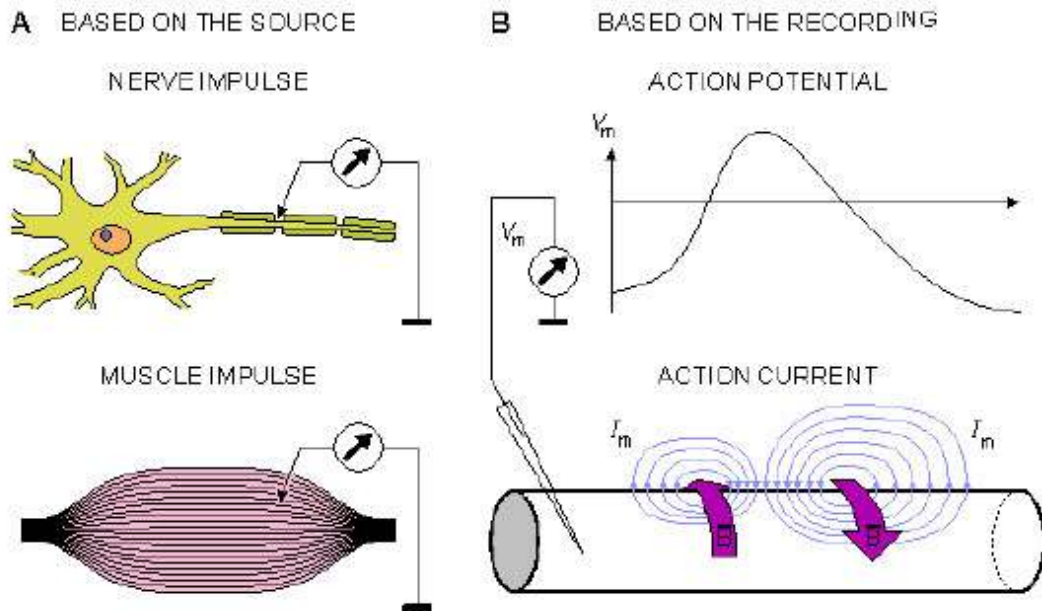 A BASED ON THE SOURCE
NERVE IMPULSE
MUSCLE IMPULSE
B BASED ON THE RECORDING
ACTION POTENTIAL
Vm
Vm
ACTION CURRENT
Im
Im
B
B